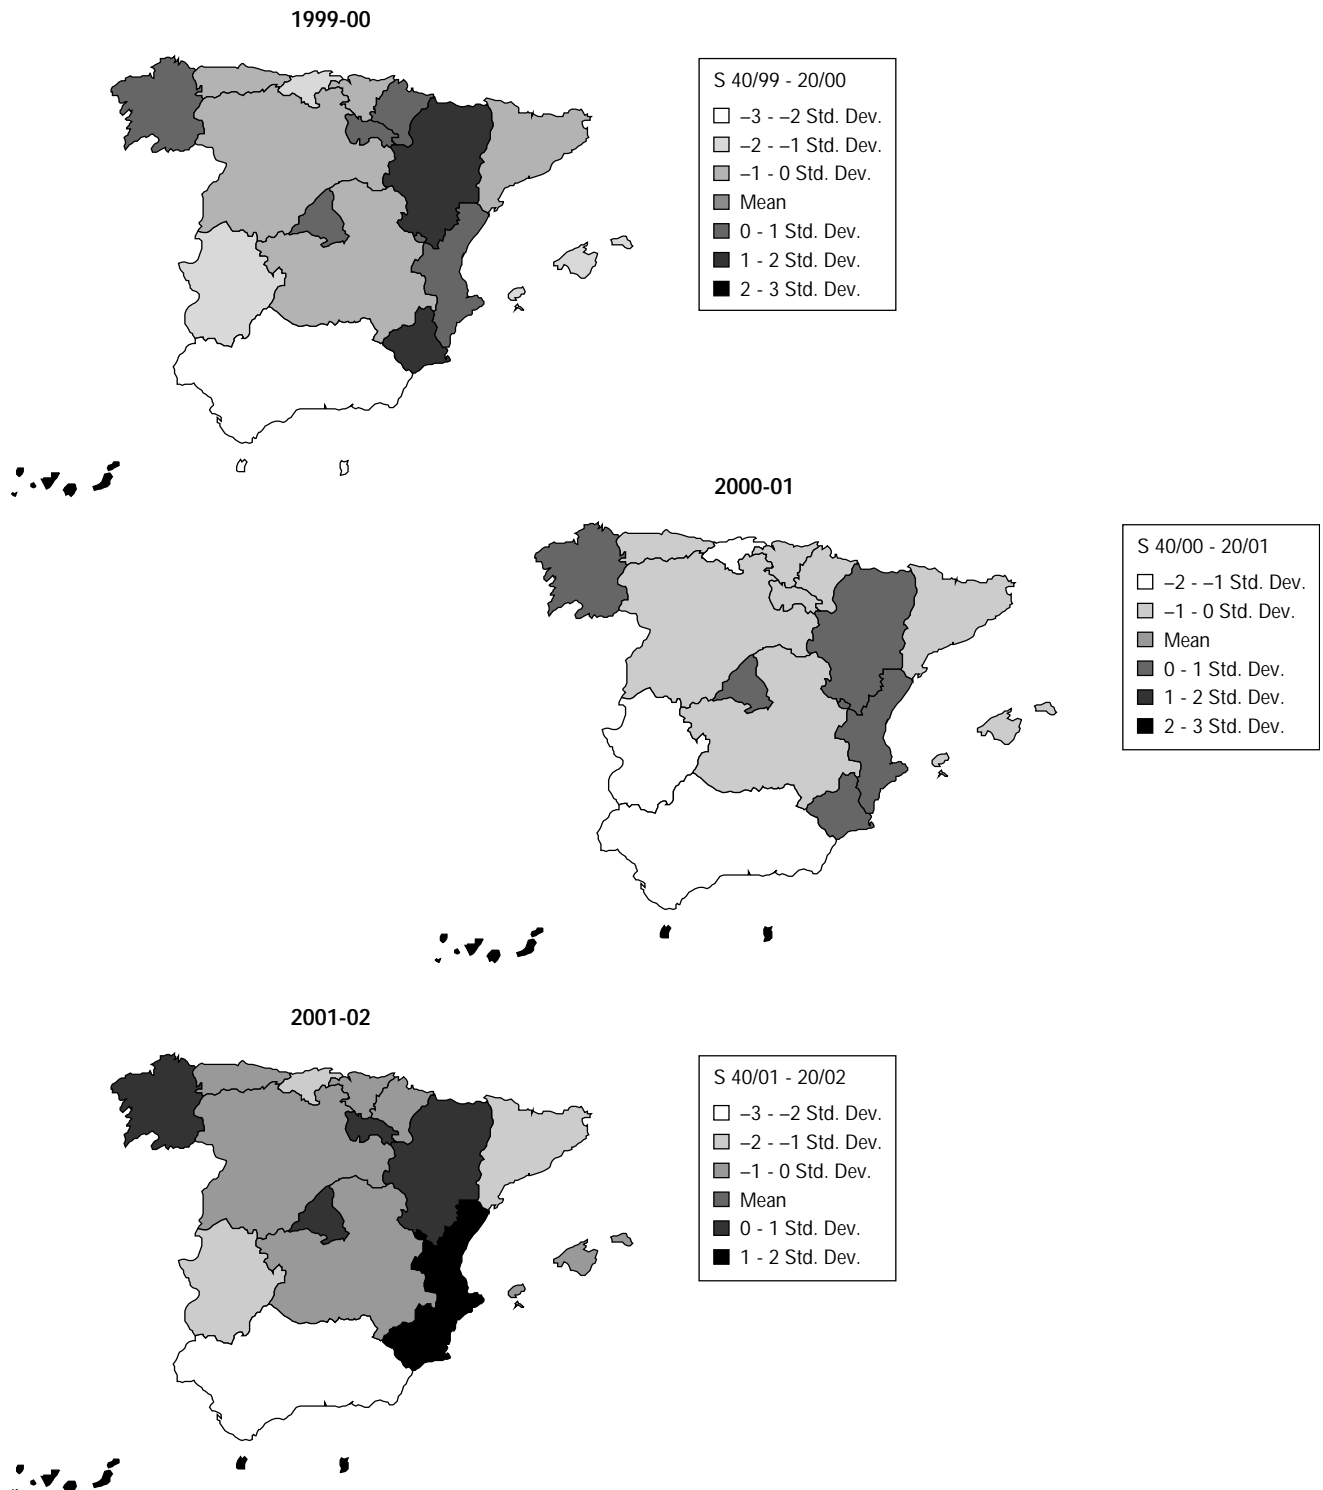 1999-00
S 40/99 - 20/00
–3 - –2 Std. Dev.
–2 - –1 Std. Dev.
–1 - 0 Std. Dev.
Mean
0 - 1 Std. Dev.
1 - 2 Std. Dev.
2 - 3 Std. Dev.
2000-01
S 40/00 - 20/01
–2 - –1 Std. Dev.
–1 - 0 Std. Dev.
Mean
0 - 1 Std. Dev.
1 - 2 Std. Dev.
2 - 3 Std. Dev.
2001-02
S 40/01 - 20/02
–3 - –2 Std. Dev.
–2 - –1 Std. Dev.
–1 - 0 Std. Dev.
Mean
0 - 1 Std. Dev.
1 - 2 Std. Dev.